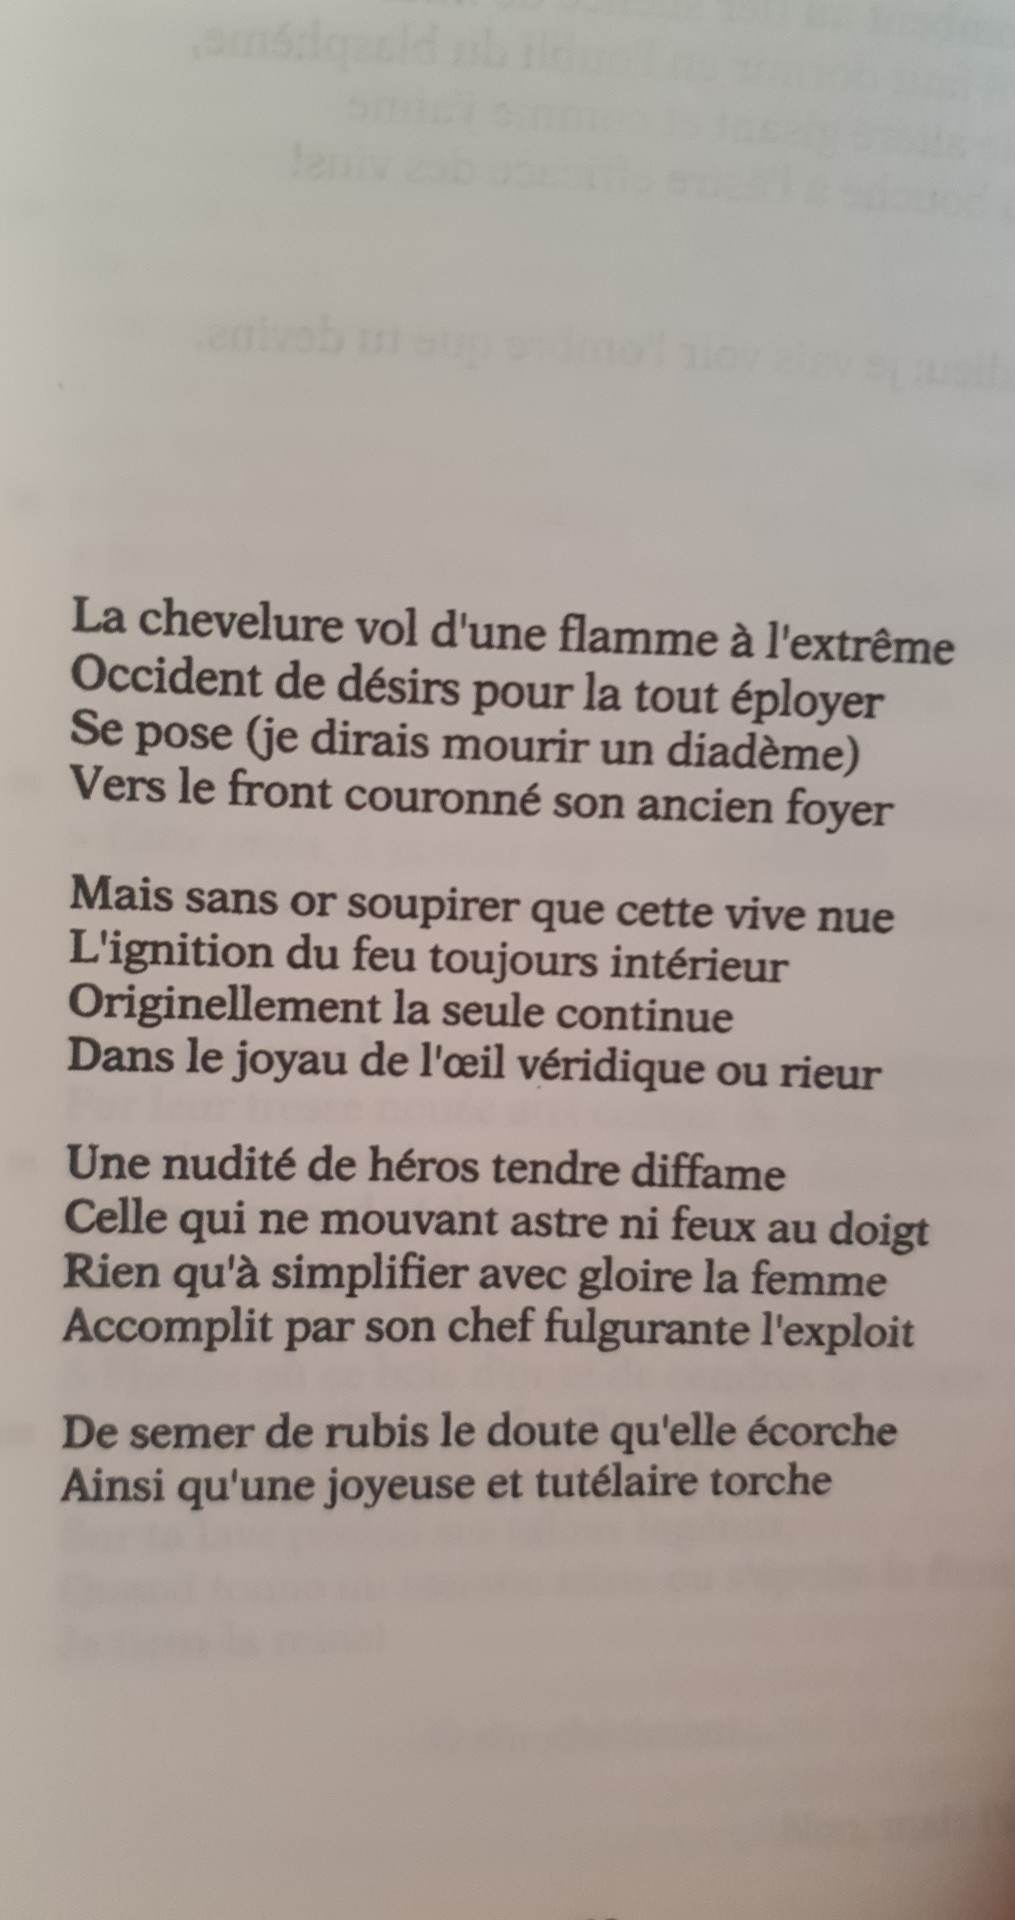 La chevelure vol d'une flamme à l'extrême
Occident de désirs pour la tout éployer
Se pose (je dirais mourir un diadème)
Vers le front couronné son ancien foyer
Mais sans or soupirer que cette vive nue
L'ignition du feu toujours intérieur
Originellement la seule continue
Dans le joyau de l'œil véridique ou rieur
Une nudité de héros tendre diffame
Celle qui ne mouvant astre ni feux au doigt
Rien qu'à simplifier avec gloire la femme
Accomplit par son chef fulgurante l'exploit
De semer de rubis le doute qu'elle écorche
Ainsi qu'une joyeuse et tutélaire torche